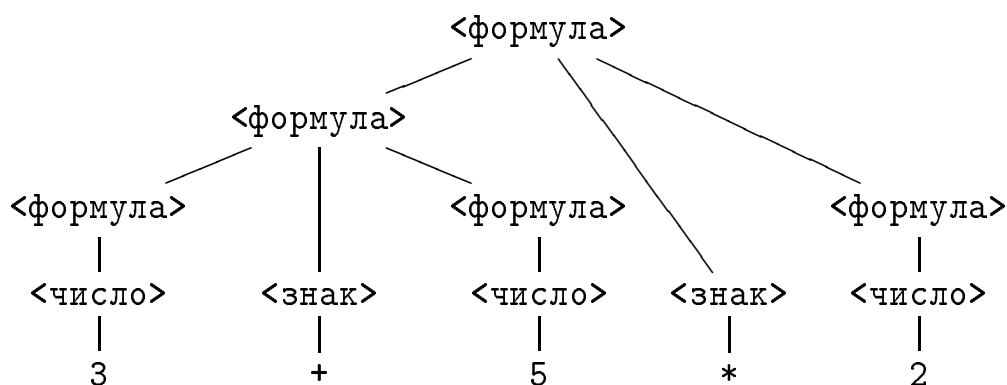 <формула>
<формула>
<формула> <формула> <формула>
<число> <знак> <число> <знак> <число>
3 + 5 * 2